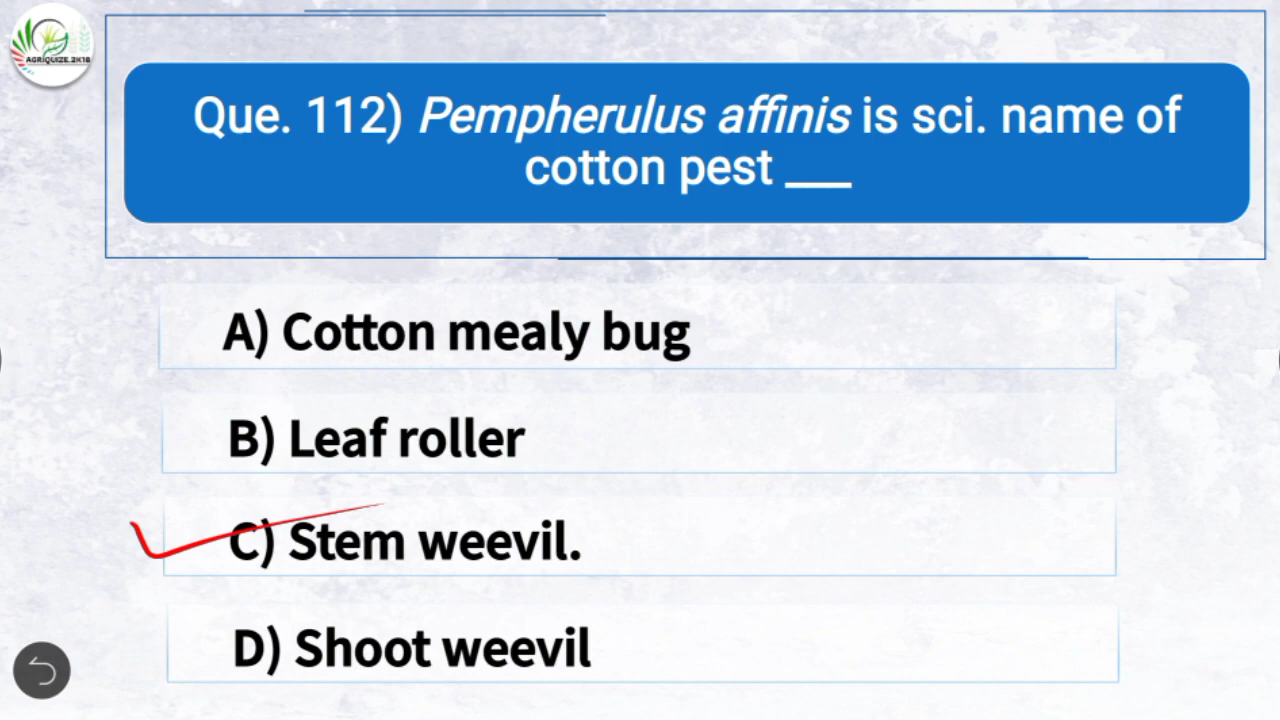 AGRIQUIZE.2K18
Que. 112) Pempherulus affinis is sci. name of
cotton pest ___
A) Cotton mealy bug
B) Leaf roller
C) Stem weevil.
D) Shoot weevil